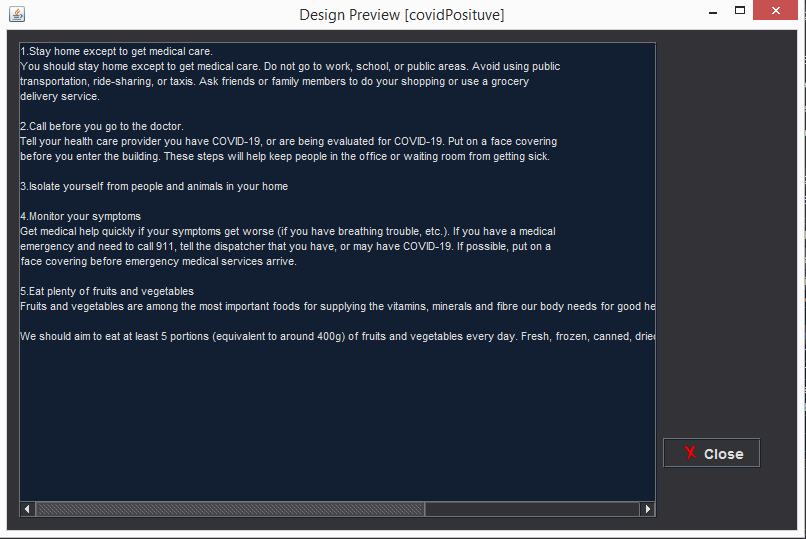 Design Preview [covidPosituve]
1.Stay home except to get medical care.
You should stay home except to get medical care. Do not go to work, school, or public areas. Avoid using public
transportation, ride-sharing, or taxis. Ask friends or family members to do your shopping or use a grocery
delivery service.
2.Call before you go to the doctor.
Tell your health care provider you have COVID-19, or are being evaluated for COVID-19. Put on a face covering
before you enter the building. These steps will help keep people in the office or waiting room from getting sick.
3.Isolate yourself from people and animals in your home
4.Monitor your symptoms
Get medical help quickly if your symptoms get worse (if you have breathing trouble, etc.). If you have a medical
emergency and need to call 911, tell the dispatcher that you have, or may have COVID-19. If possible, put on a
face covering before emergency medical services arrive.
5.Eat plenty of fruits and vegetables
Fruits and vegetables are among the most important foods for supplying the vitamins, minerals and fibre our body needs for good he
We should aim to eat at least 5 portions (equivalent to around 400g) of fruits and vegetables every day. Fresh, frozen, canned, dried
Close